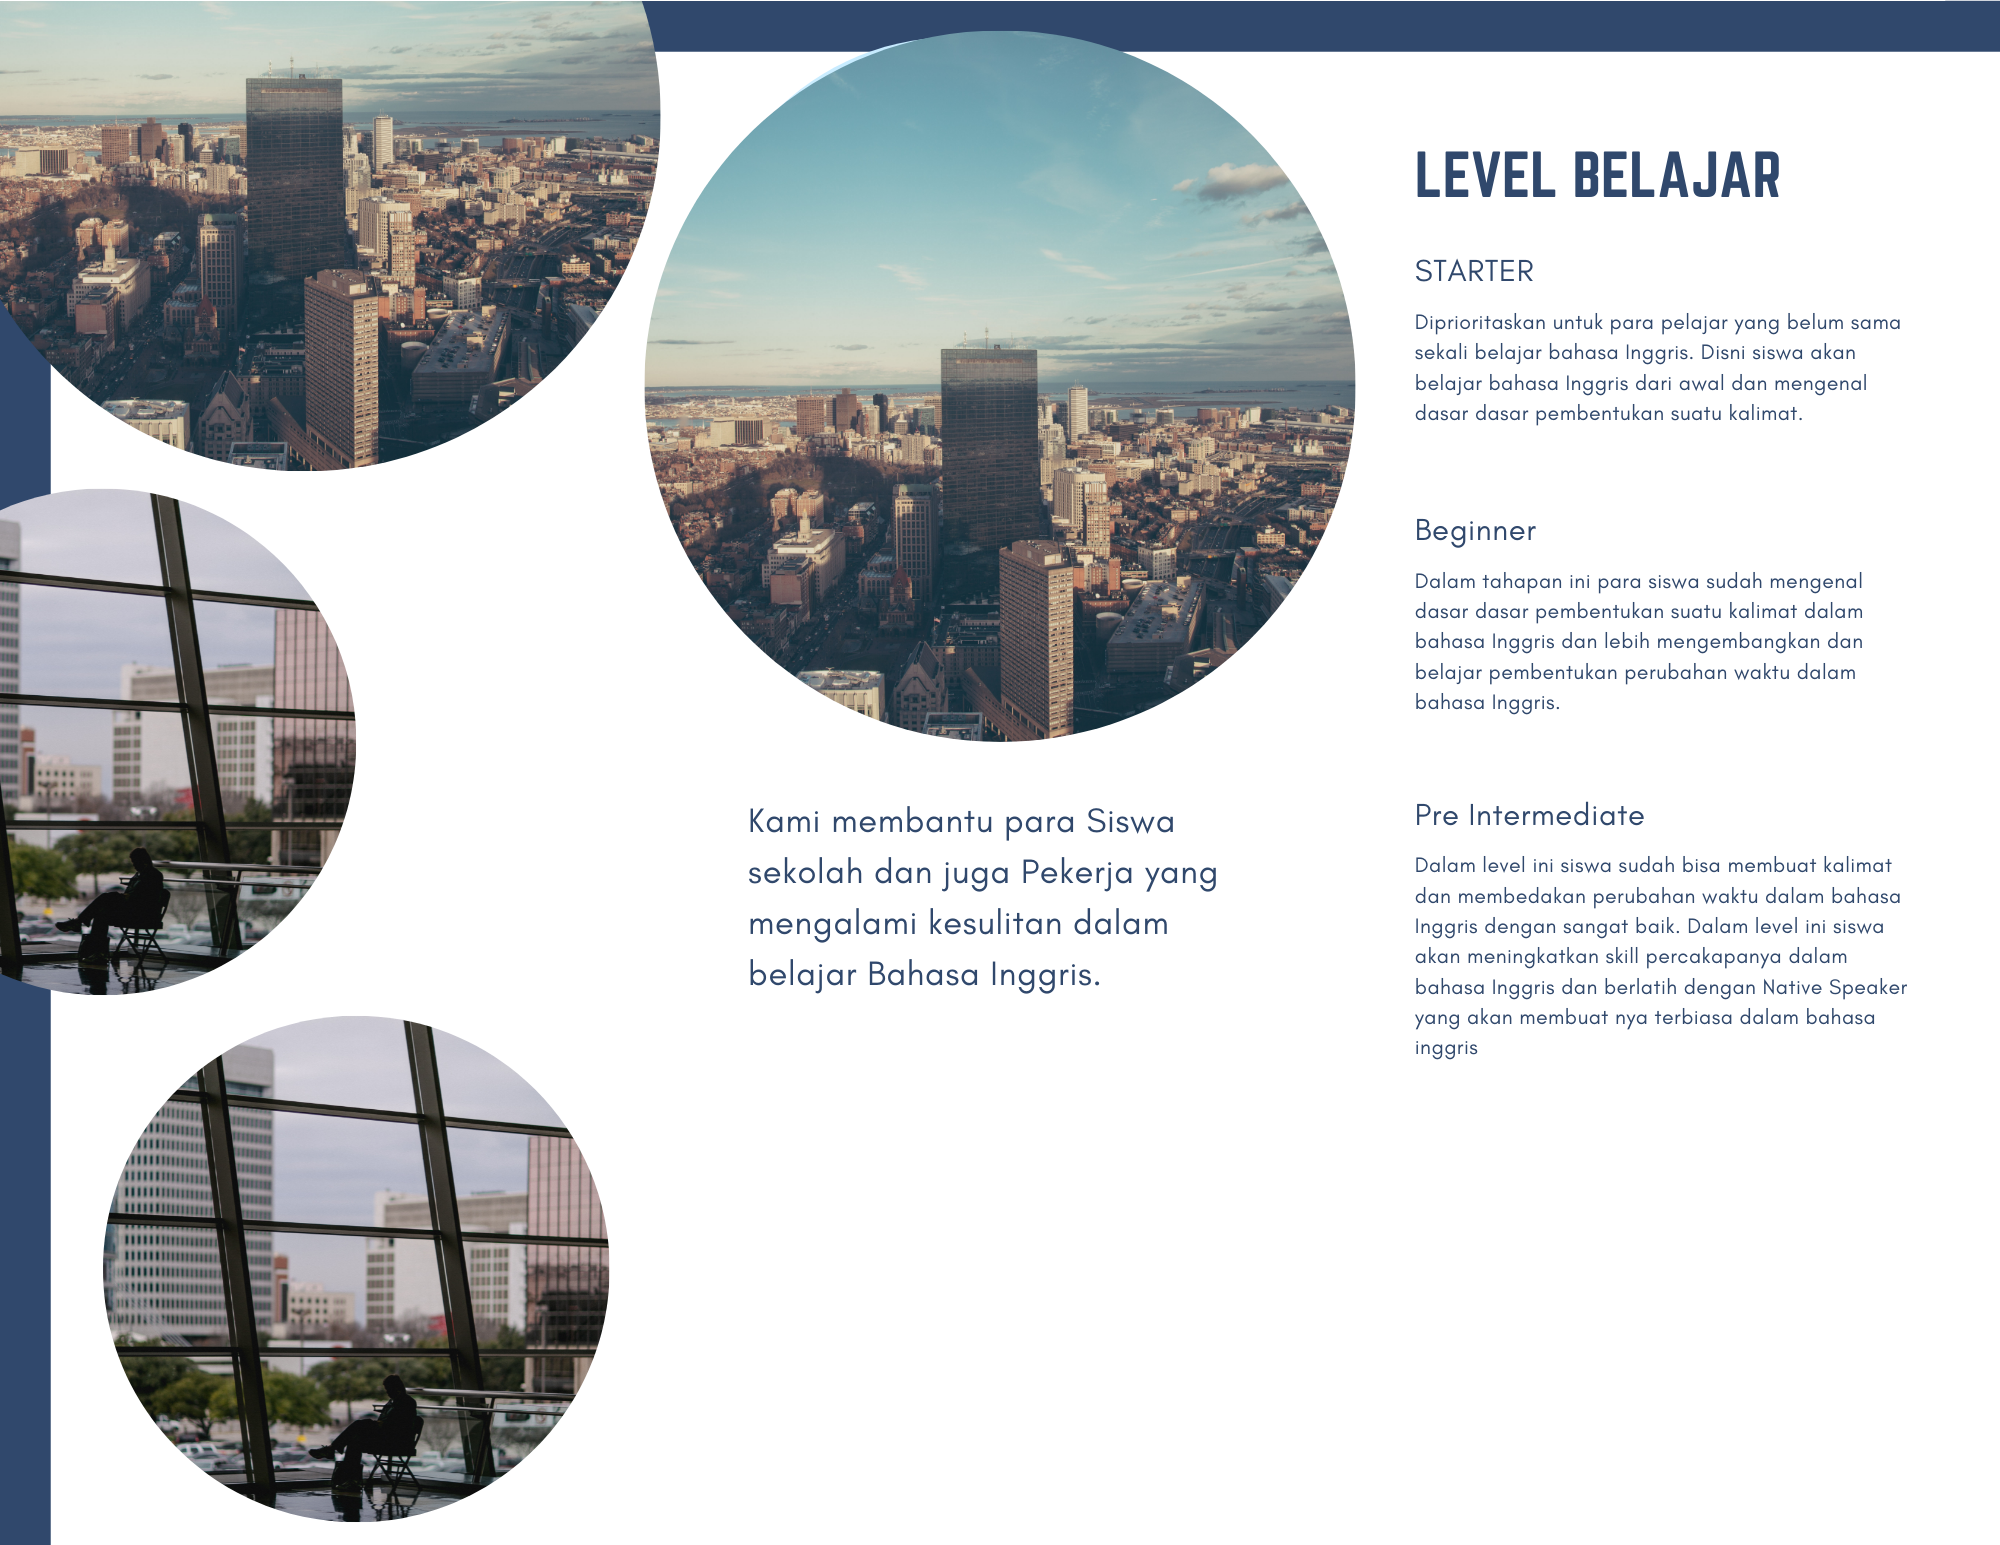 Kami membantu para Siswa
sekolah dan juga Pekerja yang
mengalami kesulitan dalam
belajar Bahasa Inggris.
LEVEL BELAJAR
STARTER
Diprioritaskan untuk para pelajar yang belum sama
sekali belajar bahasa Inggris. Disni siswa akan
belajar bahasa Inggris dari awal dan mengenal
dasar dasar pembentukan suatu kalimat.
Beginner
Dalam tahapan ini para siswa sudah mengenal
dasar dasar pembentukan suatu kalimat dalam
bahasa Inggris dan lebih mengembangkan dan
belajar pembentukan perubahan waktu dalam
bahasa Inggris.
Pre Intermediate
Dalam level ini siswa sudah bisa membuat kalimat
dan membedakan perubahan waktu dalam bahasa
Inggris dengan sangat baik. Dalam level ini siswa
akan meningkatkan skill percakapanya dalam
bahasa Inggris dan berlatih dengan Native Speaker
yang akan membuat nya terbiasa dalam bahasa
inggris